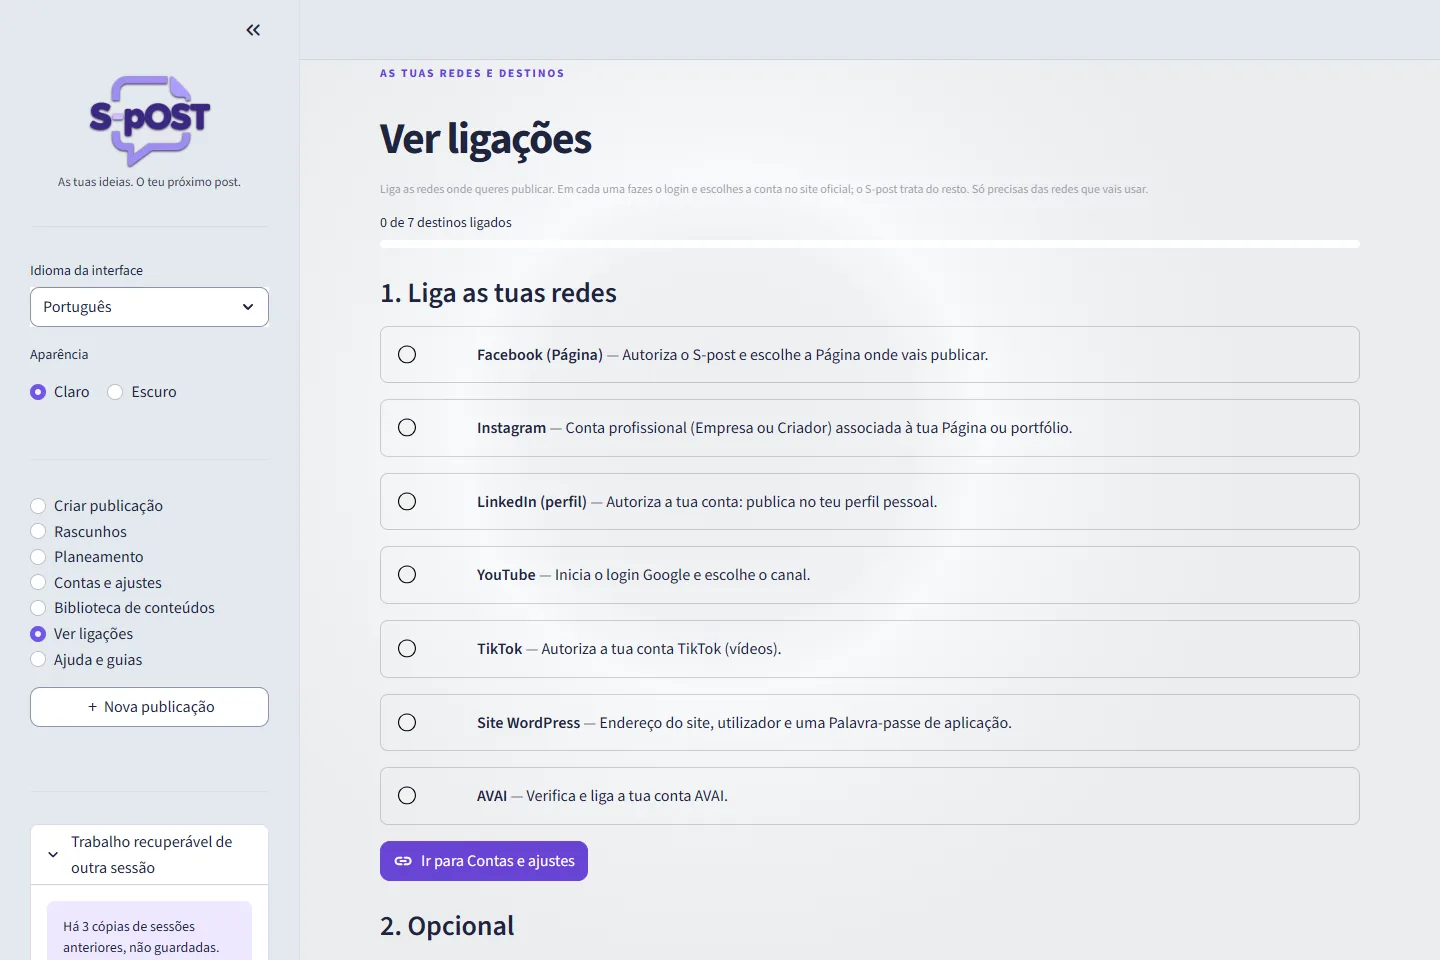 S-pOST
As tuas ideias. O teu próximo post.
Idioma da interface
Português
Aparência
Claro
Escuro
Criar publicação
Rascunhos
Planeamento
Contas e ajustes
Biblioteca de conteúdos
Ver ligações
Ajuda e guias
+ Nova publicação
Trabalho recuperável de
outra sessão
Há 3 cópias de sessões
anteriores, não guardadas.
AS TUAS REDES E DESTINOS
Ver ligações
Liga as redes onde queres publicar. Em cada uma fazes o login e escolhes a conta no site oficial; o S-post trata do resto. Só precisas das redes que vais usar.
0 de 7 destinos ligados
1. Liga as tuas redes
Facebook (Página) — Autoriza o S-post e escolhe a Página onde vais publicar.
Instagram — Conta profissional (Empresa ou Criador) associada à tua Página ou portfólio.
LinkedIn (perfil) — Autoriza a tua conta: publica no teu perfil pessoal.
YouTube — Inicia o login Google e escolhe o canal.
TikTok — Autoriza a tua conta TikTok (vídeos).
Site WordPress — Endereço do site, utilizador e uma Palavra-passe de aplicação.
AVAI — Verifica e liga a tua conta AVAI.
Ir para Contas e ajustes
2. Opcional